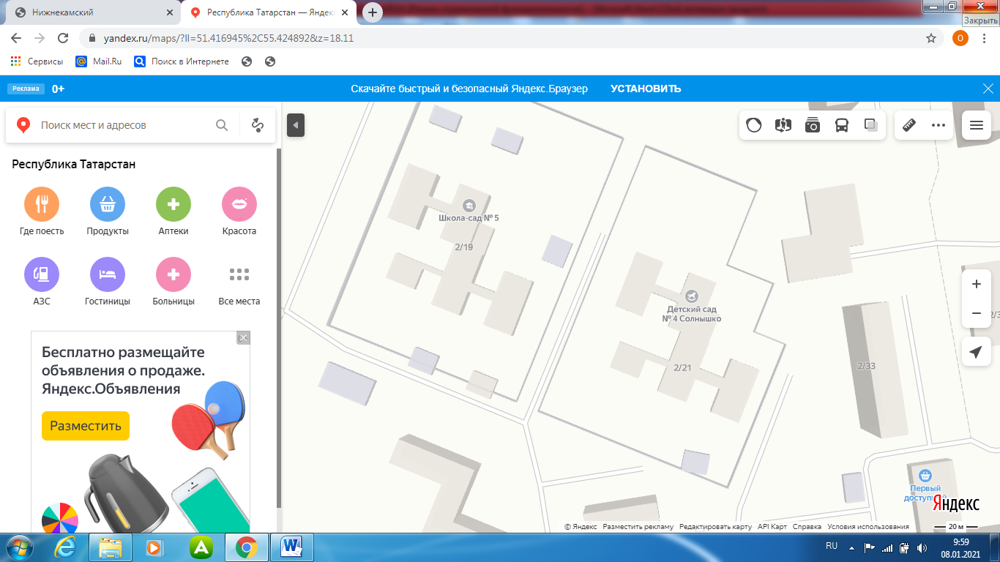 Нижнекамский
Республика Татарстан — Яндекс
Закрыть
yandex.ru/maps/?ll=51.416945%2C55.424892&z=18.11
О
Сервисы
Mail.Ru
Поиск в Интернете
Реклама
0+
Скачайте быстрый и безопасный Яндекс.Браузер
УСТАНОВИТЬ
Поиск мест и адресов
Республика Татарстан
Где поесть
Продукты
Аптеки
Красота
АЗС
Гостиницы
Больницы
Все места
Бесплатно размещайте
объявления о продаже.
Яндекс.Объявления
Разместить
Школа-сад № 5
2/19
Детский сад
№ 4 Солнышко
2/21
2/33
Первый
Яндекс
© Яндекс
Разместить рекламу
Редактировать карту
API Карт
Справка
Условия использования
20 м
RU
9:59
08.01.2021